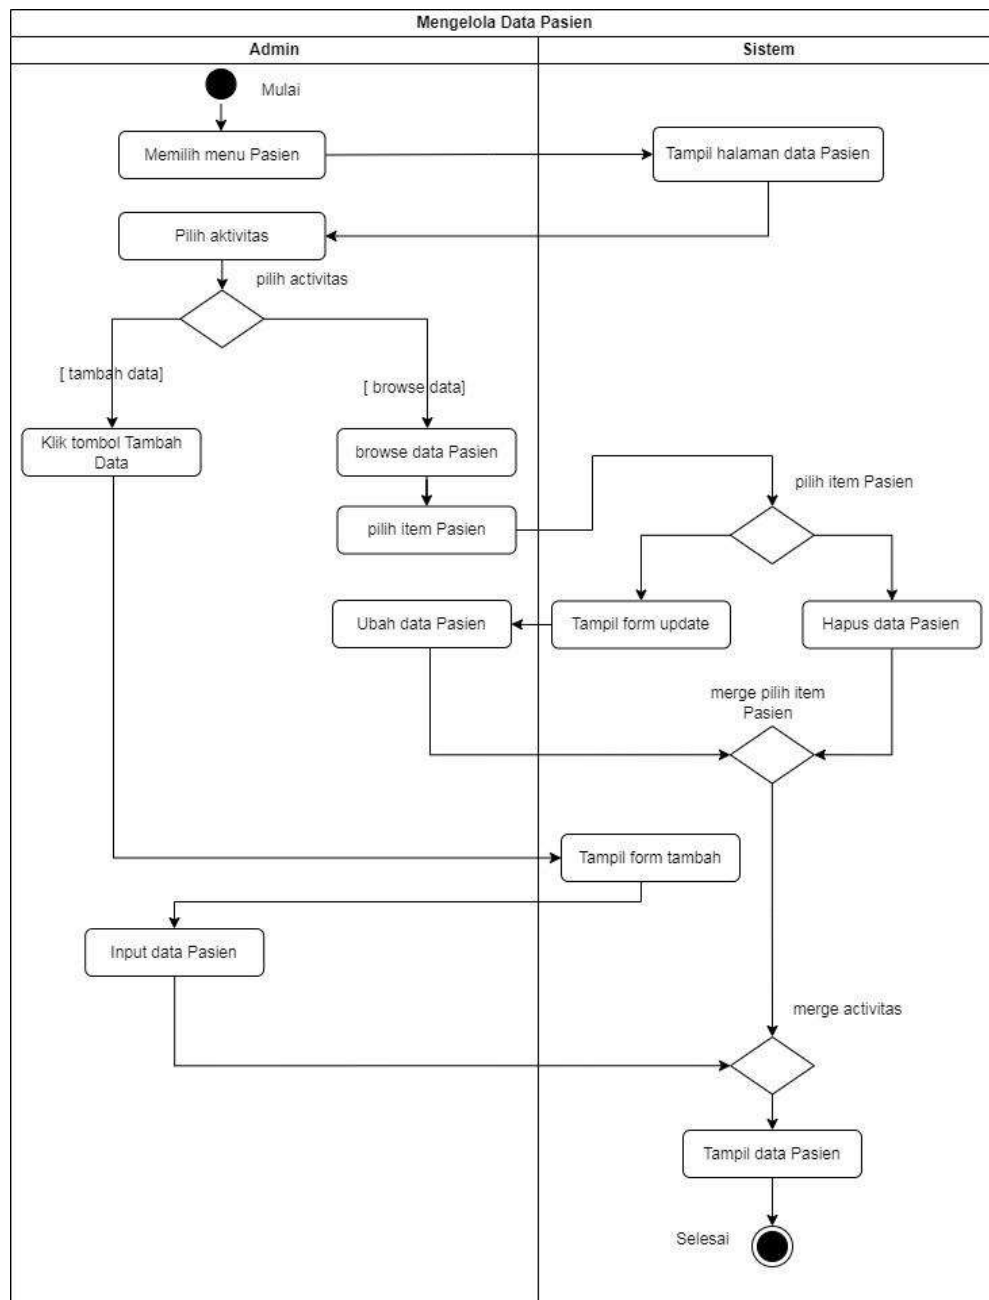 Mengelola Data Pasien
Admin
Sistem
Mulai
Memilih menu Pasien
Tampil halaman data Pasien
Pilih aktivitas
pilih activitas
[ tambah data]
[ browse data]
Klik tombol Tambah
Data
browse data Pasien
pilih item Pasien
pilih item Pasien
Ubah data Pasien
Tampil form update
Hapus data Pasien
merge pilih item
Pasien
Tampil form tambah
Input data Pasien
merge activitas
Tampil data Pasien
Selesai